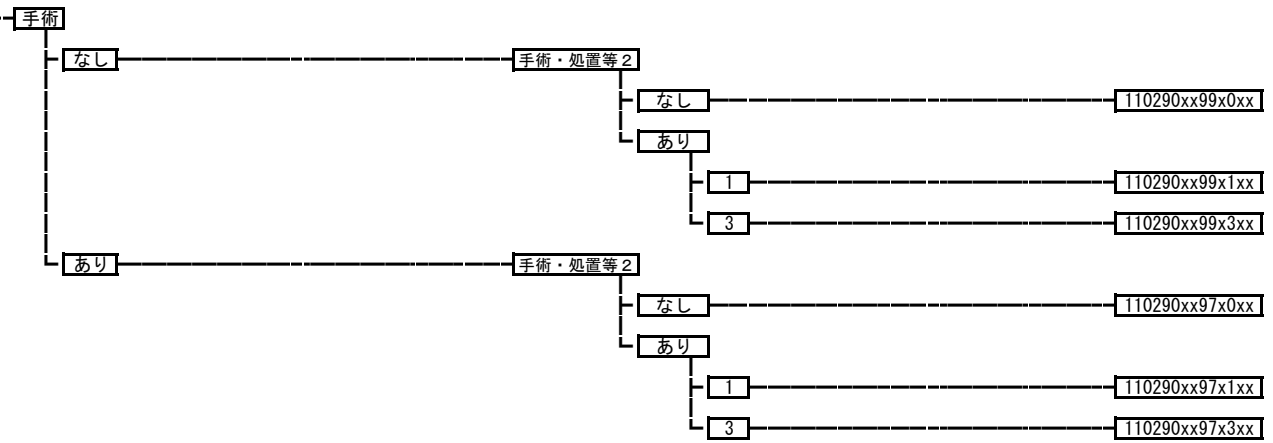 手術
なし 手術・処置等2
なし 110290xx99x0xx
あり
1 110290xx99x1xx
3 110290xx99x3xx
あり 手術・処置等2
なし 110290xx97x0xx
あり
1 110290xx97x1xx
3 110290xx97x3xx